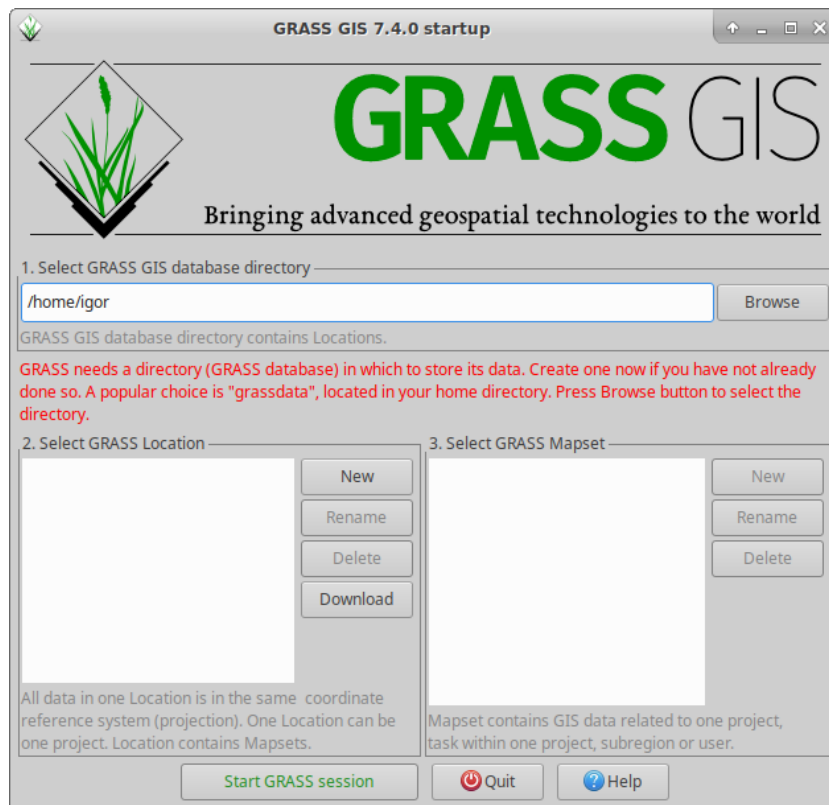 GRASS GIS 7.4.0 startup
GRASS GIS
Bringing advanced geospatial technologies to the world
1. Select GRASS GIS database directory
/home/igor
Browse
GRASS GIS database directory contains Locations.
GRASS needs a directory (GRASS database) in which to store its data. Create one now if you have not already
done so. A popular choice is "grassdata", located in your home directory. Press Browse button to select the
directory.
2. Select GRASS Location
New
Rename
Delete
Download
All data in one Location is in the same  coordinate
reference system (projection). One Location can be
one project. Location contains Mapsets.
3. Select GRASS Mapset
New
Rename
Delete
Mapset contains GIS data related to one project,
task within one project, subregion or user.
Start GRASS session
Quit
Help